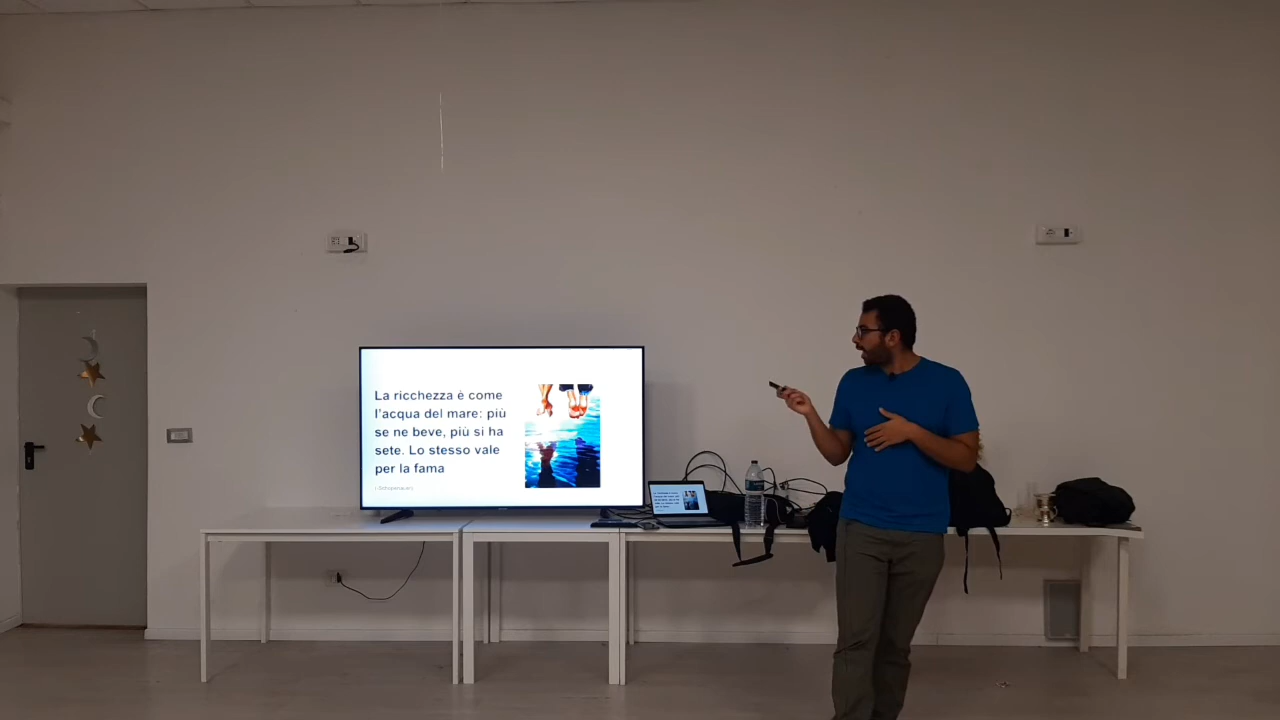 La ricchezza è come
l'acqua del mare: più
se ne beve, più si ha
sete. Lo stesso vale
per la fama